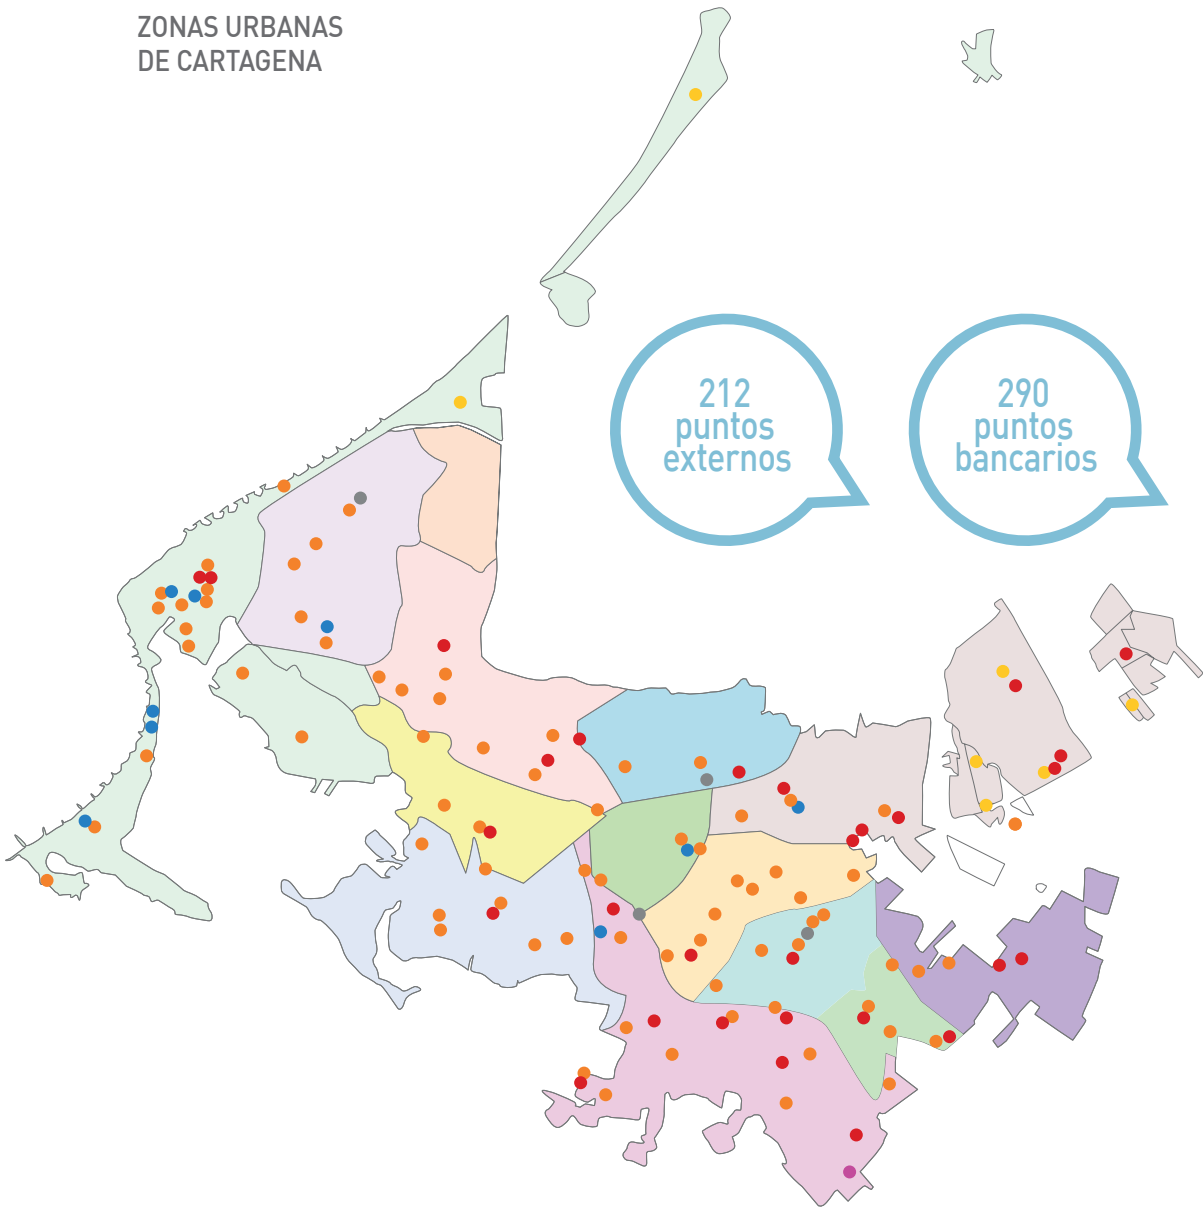 ZONAS URBANAS
DE CARTAGENA
212
puntos
externos
290
puntos
bancarios